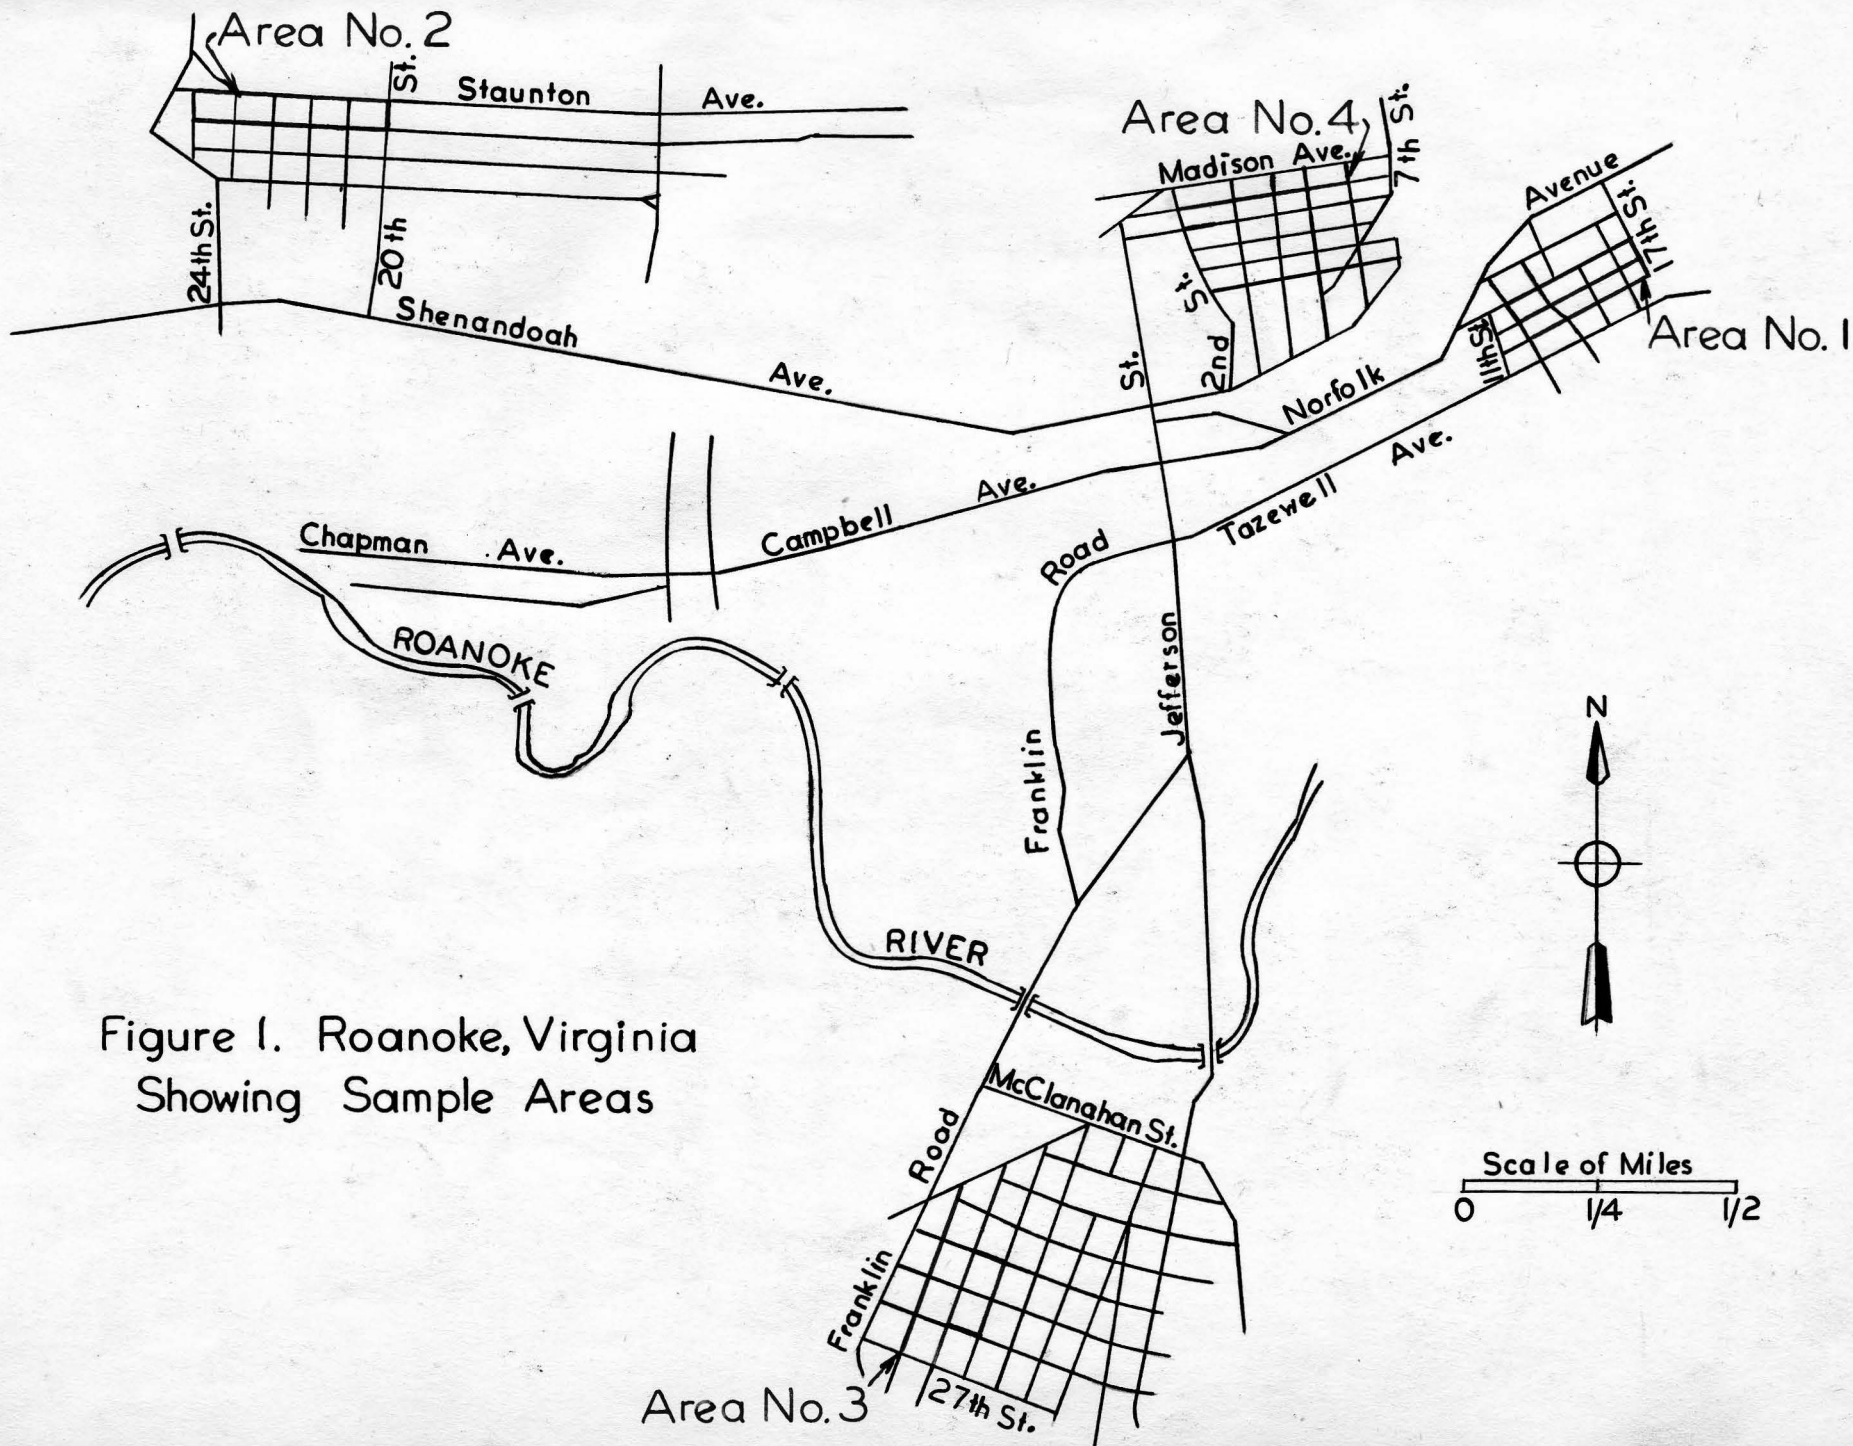 Area No. 2
St.
Staunton Ave.
24th St.
20th
Shenandoah
Ave.
Area No. 4
7th St.
Madison Ave.
St.
2nd
St.
Avenue
17th St.
11th St.
Area No. 1
Norfolk
Chapman Ave.
Campbell Ave.
Tazewell Ave.
Road
Franklin
Jefferson
ROANOKE
RIVER
N
Figure 1. Roanoke, Virginia
Showing Sample Areas
McClanahan St.
Road
Franklin
Area No. 3
27th St.
Scale of Miles
0 1/4 1/2